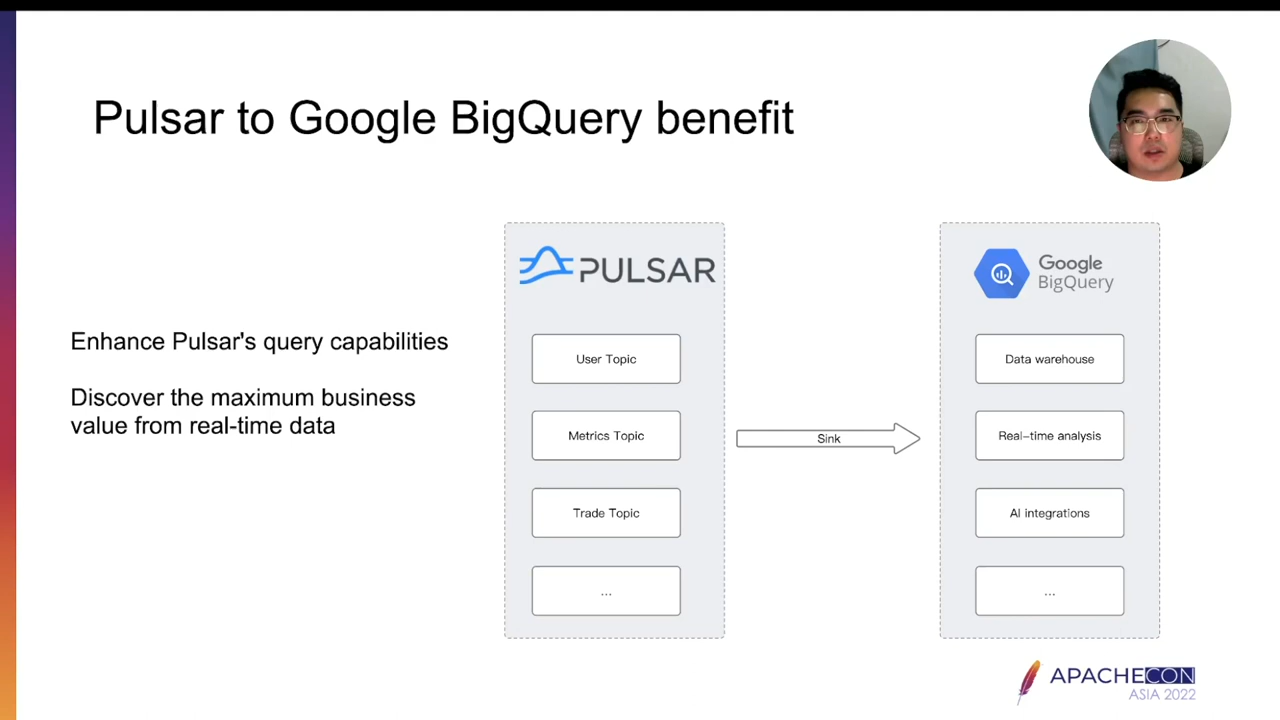 Pulsar to Google BigQuery benefit
Enhance Pulsar's query capabilities
Discover the maximum business
value from real-time data
PULSAR
User Topic
Metrics Topic
Trade Topic
...
Sink
Google
BigQuery
Data warehouse
Real-time analysis
AI integrations
...
APACHECON
ASIA 2022